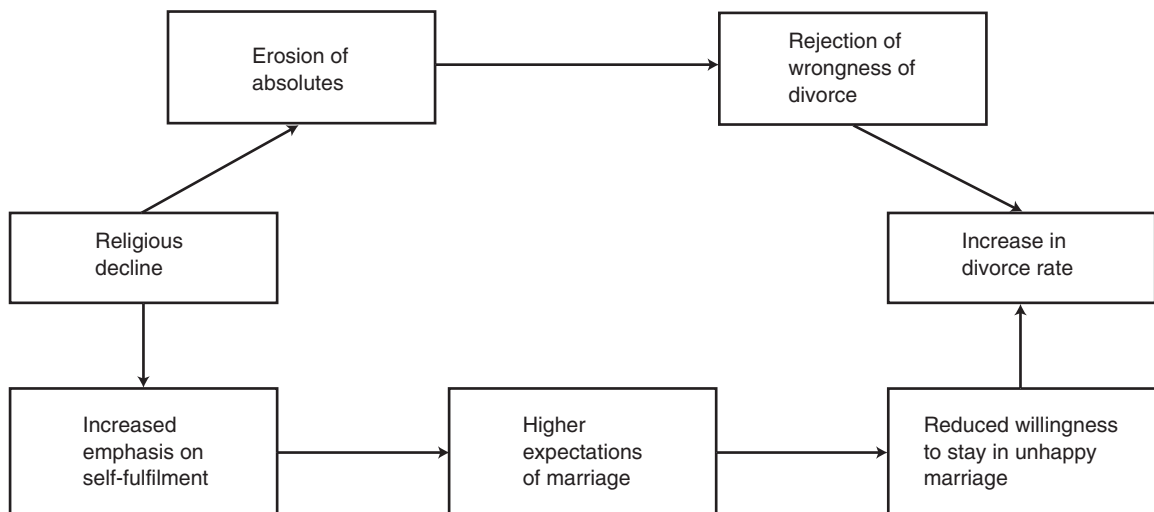 Erosion of
absolutes
Rejection of
wrongness of
divorce
Religious
decline
Increase in
divorce rate
Increased
emphasis on
self-fulfilment
Higher
expectations
of marriage
Reduced willingness
to stay in unhappy
marriage